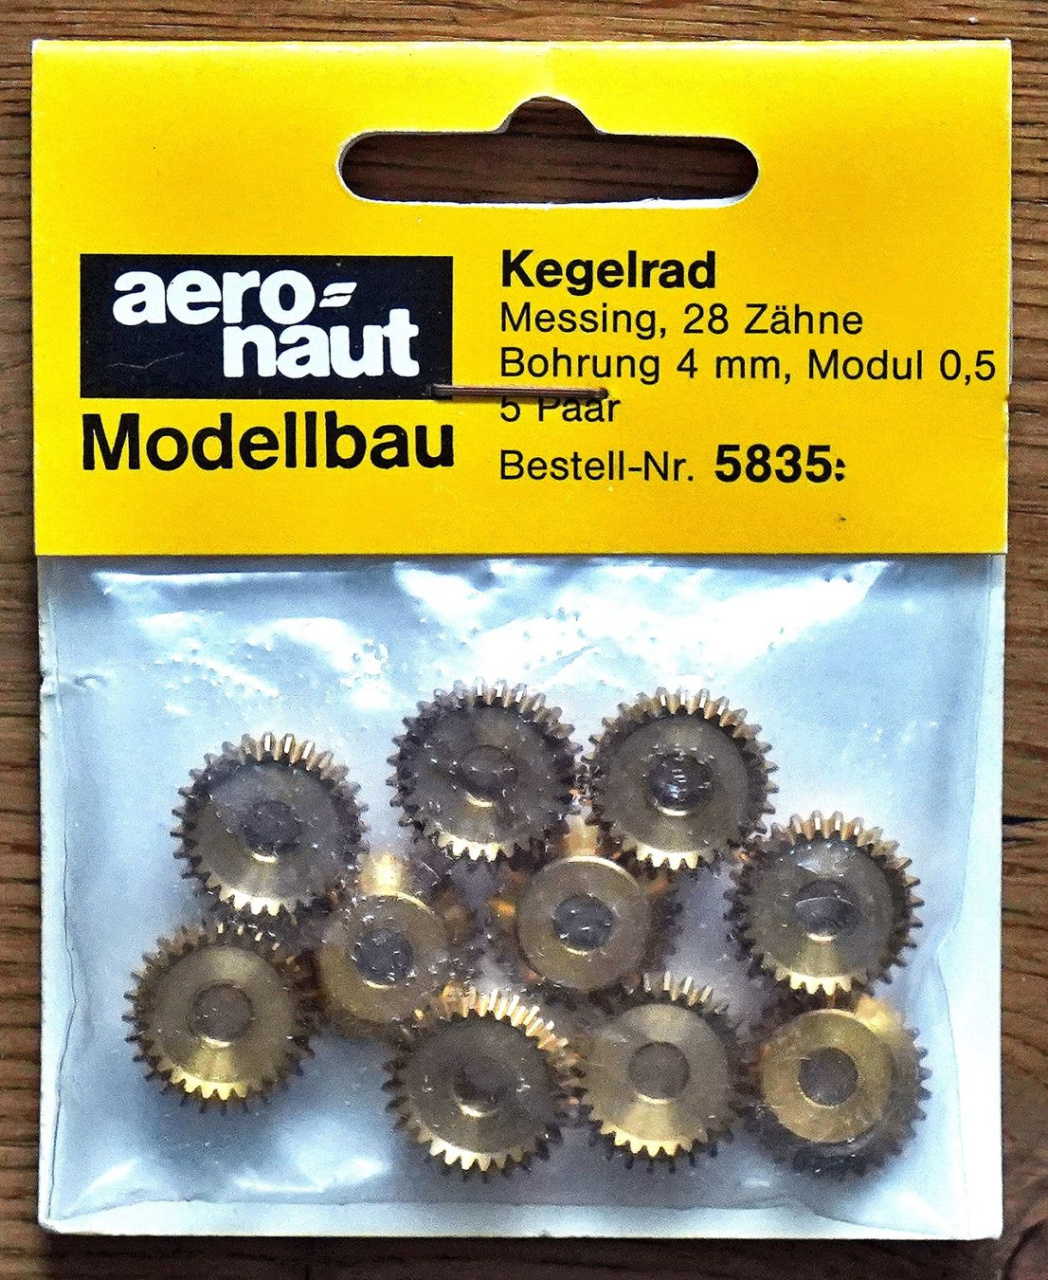 aero=
naut
Modellbau
Kegelrad
Messing, 28 Zähne
Bohrung 4 mm, Modul 0,5
5 Paar
Bestell-Nr. 5835: